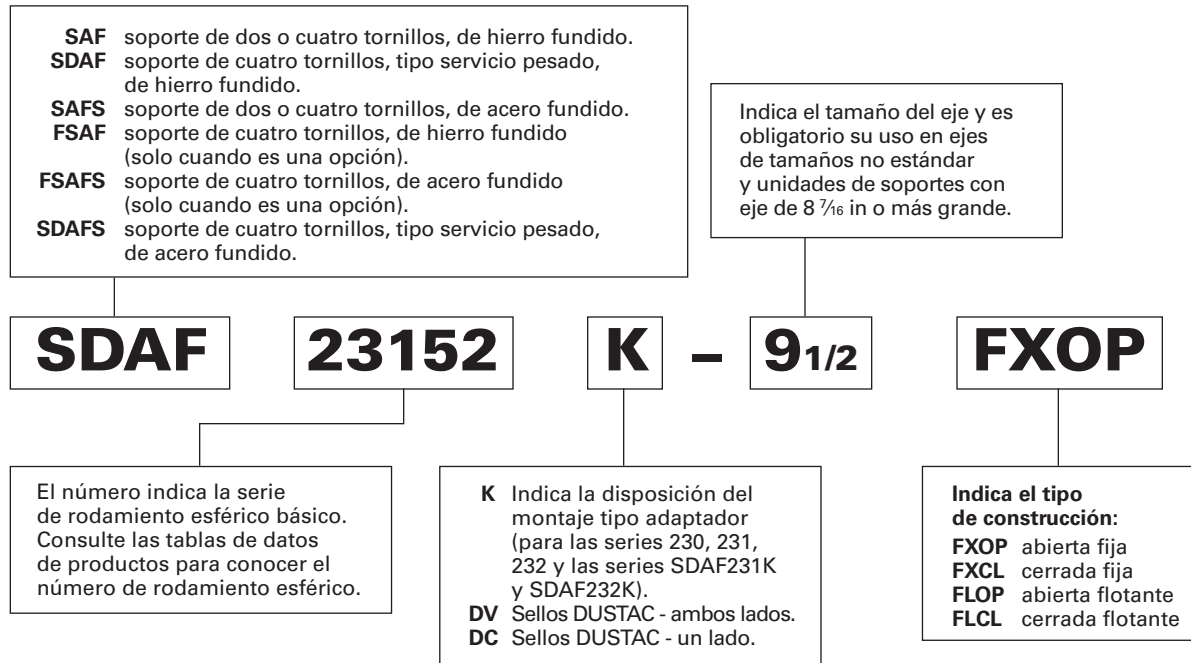 SAF soporte de dos o cuatro tornillos, de hierro fundido.
SDAF soporte de cuatro tornillos, tipo servicio pesado,
de hierro fundido.
SAFS soporte de dos o cuatro tornillos, de acero fundido.
FSAF soporte de cuatro tornillos, de hierro fundido
(solo cuando es una opción).
FSAFS soporte de cuatro tornillos, de acero fundido
(solo cuando es una opción).
SDAFS soporte de cuatro tornillos, tipo servicio pesado,
de acero fundido.
Indica el tamaño del eje y es
obligatorio su uso en ejes
de tamaños no estándar
y unidades de soportes con
eje de 8 7/16 in o más grande.
SDAF 23152 K – 9 1/2 FXOP
El número indica la serie
de rodamiento esférico básico.
Consulte las tablas de datos
de productos para conocer el
número de rodamiento esférico.
K Indica la disposición del
montaje tipo adaptador
(para las series 230, 231,
232 y las series SDAF231K
y SDAF232K).
DV Sellos DUSTAC - ambos lados.
DC Sellos DUSTAC - un lado.
Indica el tipo
de construcción:
FXOP abierta fija
FXCL cerrada fija
FLOP abierta flotante
FLCL cerrada flotante